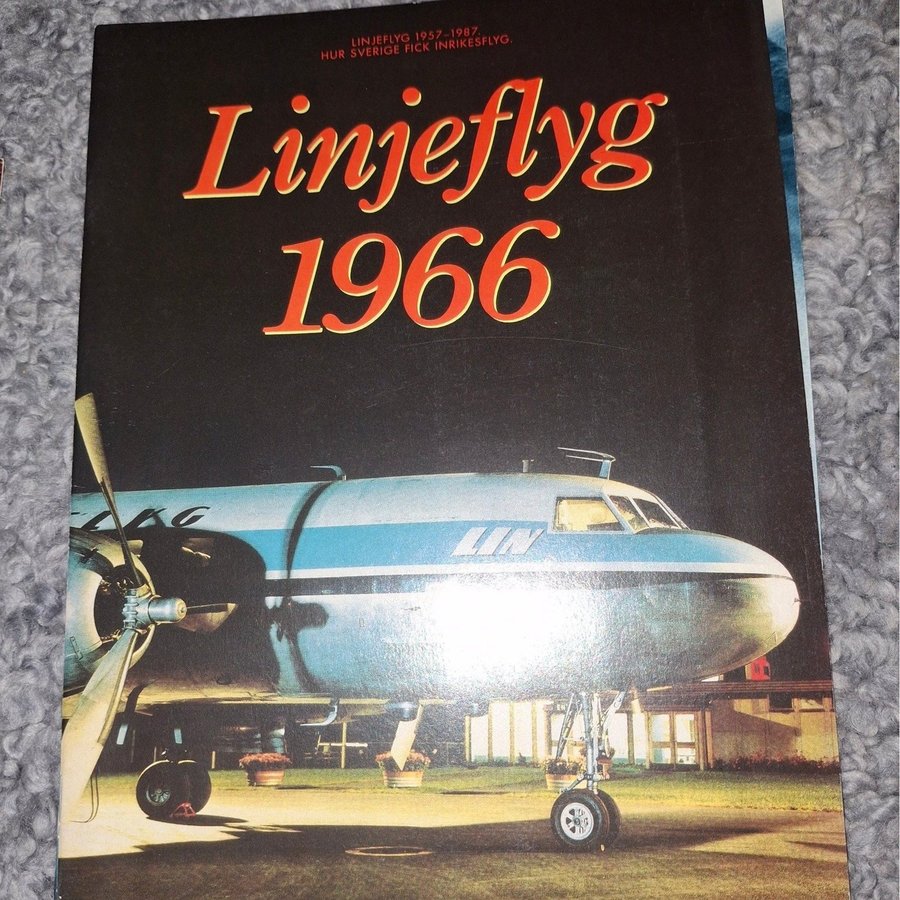 LINJEFLYG 1957–1987.
HUR SVERIGE FICK INRIKESFLYG.
Linjeflyg
1966
LIN